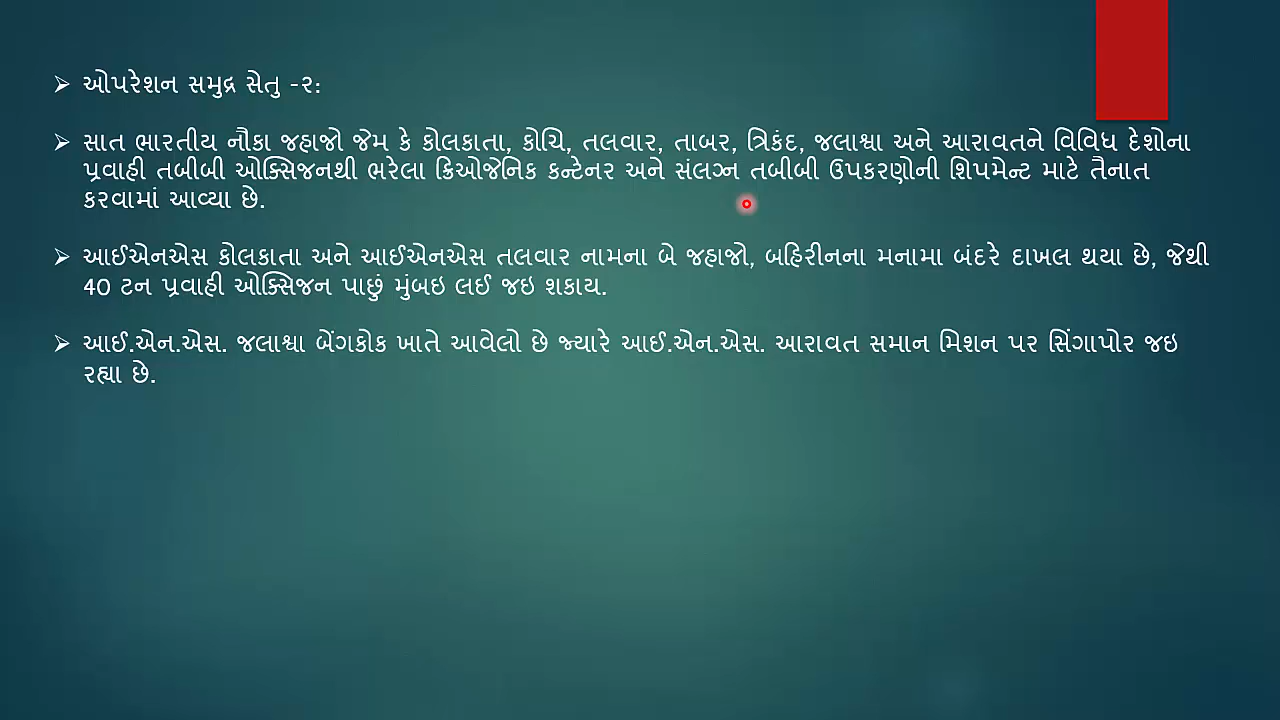 ➢ ઓપરેશન સમુદ્ર સેતુ -૨:
➢ સાત ભારતીય નૌકા જહાજો જેમ કે કોલકાતા, કોચિ, તલવાર, તાબર, ત્રિકંદ, જલાશ્વા અને આરાવતને વિવિધ દેશોના
પ્રવાહી તબીબી ઓક્સિજનથી ભરેલા ક્રિઓજેનિક કન્ટેનર અને સંલગ્ન તબીબી ઉપકરણોની શિપમેન્ટ માટે તૈનાત
કરવામાં આવ્યા છે.
➢ આઈએનએસ કોલકાતા અને આઈએનએસ તલવાર નામના બે જહાજો, બહિરીનના મનામા બંદરે દાખલ થયા છે, જેથી
40 ટન પ્રવાહી ઓક્સિજન પાછું મુંબઇ લઈ જઇ શકાય.
➢ આઈ.એન.એસ. જલાશ્વા બેંગકોક ખાતે આવેલો છે જ્યારે આઈ.એન.એસ. આરાવત સમાન મિશન પર સિંગાપોર જઇ
રહ્યા છે.